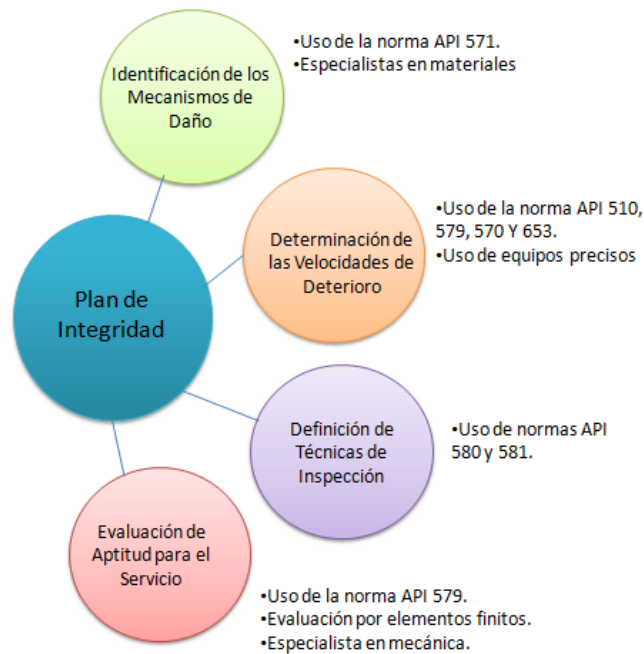 Identificación de los
Mecanismos de
Daño
•Uso de la norma API 571.
•Especialistas en materiales
Determinación de
las Velocidades de
Deterioro
•Uso de la norma API 510,
579, 570 Y 653.
•Uso de equipos precisos
Plan de
Integridad
Definición de
Técnicas de
Inspección
•Uso de normas API
580 y 581.
Evaluación de
Aptitud para el
Servicio
•Uso de la norma API 579.
•Evaluación por elementos finitos.
•Especialista en mecánica.